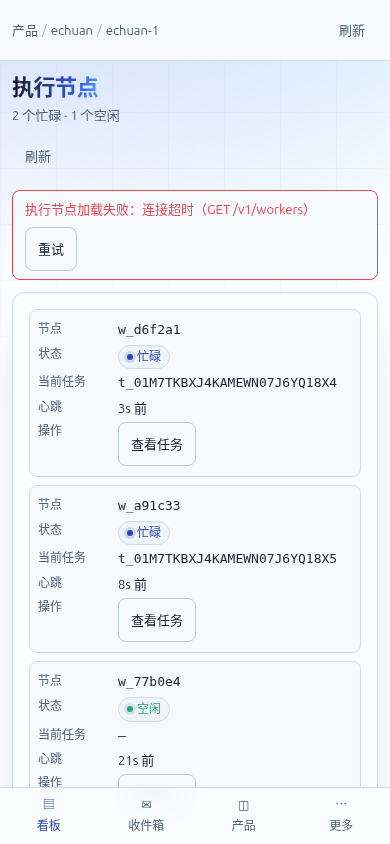 产品 / echuan / echuan-1
刷新
执行节点
2 个忙碌 · 1 个空闲
刷新
执行节点加载失败：连接超时（GET /v1/workers）
重试
节点 w_d6f2a1
状态 忙碌
当前任务 t_01M7TKBXJ4KAMEWN07J6YQ18X4
心跳 3s 前
操作 查看任务
节点 w_a91c33
状态 忙碌
当前任务 t_01M7TKBXJ4KAMEWN07J6YQ18X5
心跳 8s 前
操作 查看任务
节点 w_77b0e4
状态 空闲
当前任务 —
心跳 21s 前
操作
看板 收件箱 产品 更多